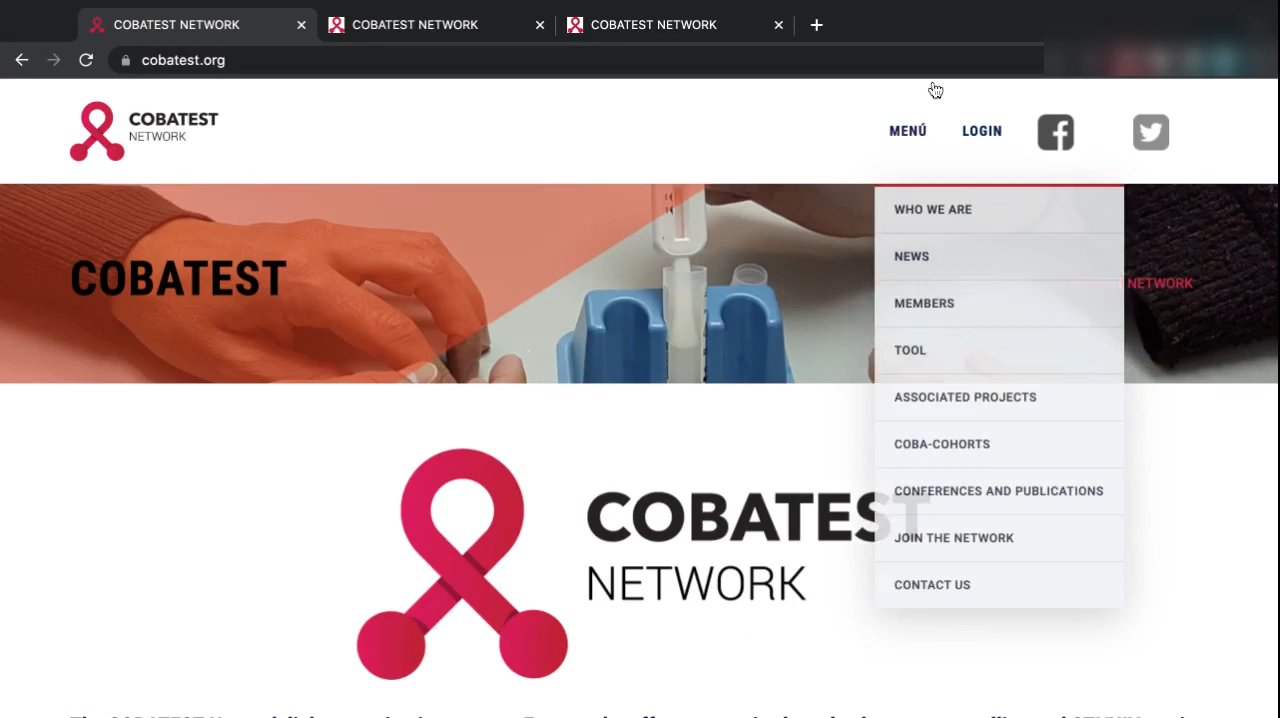 COBATEST NETWORK
COBATEST NETWORK
COBATEST NETWORK
cobatest.org
COBATEST
NETWORK
MENÚ
LOGIN
WHO WE ARE
NEWS
MEMBERS
TOOL
ASSOCIATED PROJECTS
COBA-COHORTS
CONFERENCES AND PUBLICATIONS
JOIN THE NETWORK
CONTACT US
COBATEST
NETWORK
COBATEST
NETWORK